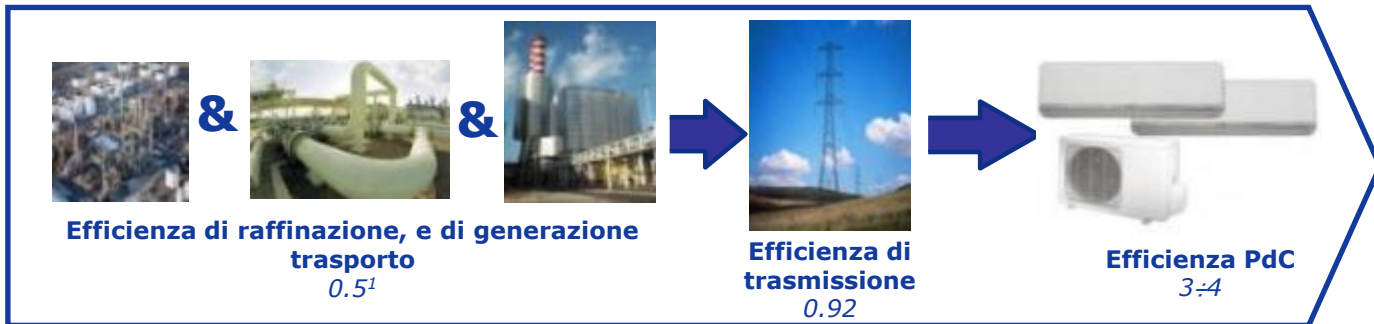 &
&
Efficienza di raffinazione, e di generazione
trasporto
0.5¹
Efficienza di
trasmissione
0.92
Efficienza PdC
3÷4